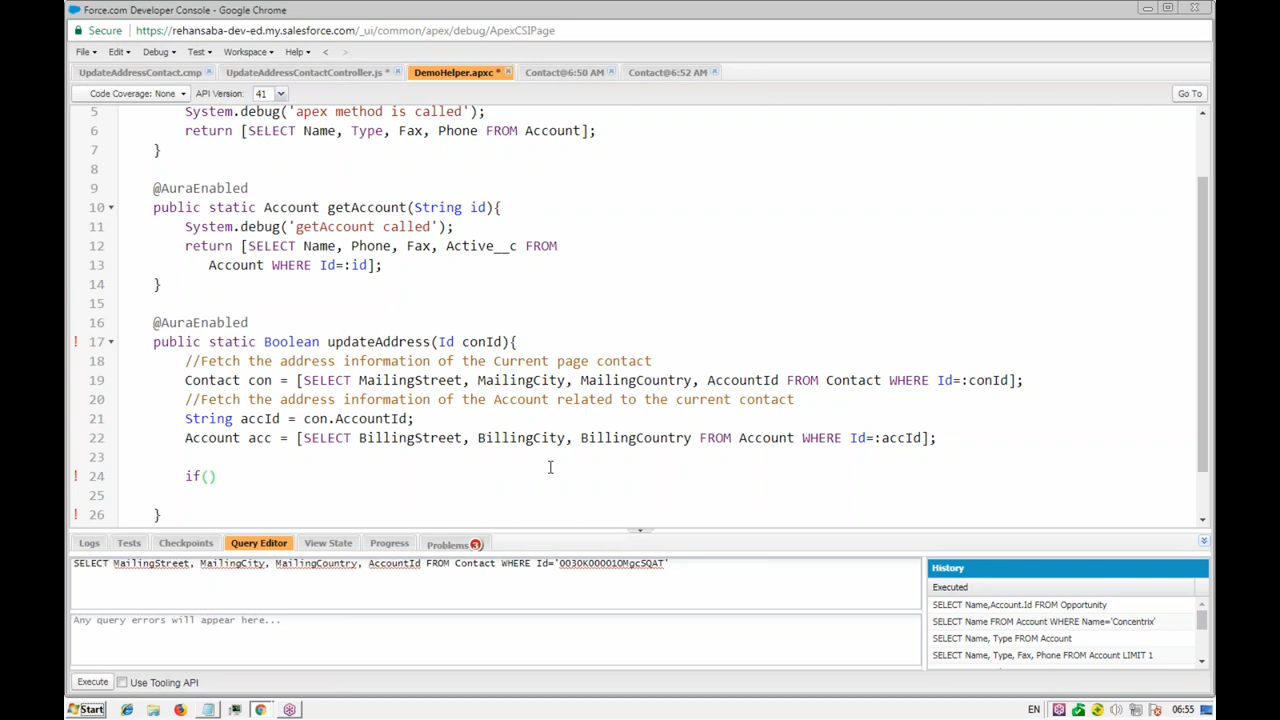 Force.com Developer Console - Google Chrome
Secure https://rehansaba-dev-ed.my.salesforce.com/_ui/common/apex/debug/ApexCSIPage
File Edit Debug Test Workspace Help < >
UpdateAddressContact.cmp UpdateAddressContactController.js * DemoHelper.apxc * Contact@6:50 AM Contact@6:52 AM
Code Coverage: None API Version: 41 Go To
5 System.debug('apex method is called');
6 return [SELECT Name, Type, Fax, Phone FROM Account];
7 }
8
9 @AuraEnabled
10 public static Account getAccount(String id){
11 System.debug('getAccount called');
12 return [SELECT Name, Phone, Fax, Active__c FROM
13 Account WHERE Id=:id];
14 }
15
16 @AuraEnabled
! 17 public static Boolean updateAddress(Id conId){
18 //Fetch the address information of the Current page contact
19 Contact con = [SELECT MailingStreet, MailingCity, MailingCountry, AccountId FROM Contact WHERE Id=:conId];
20 //Fetch the address information of the Account related to the current contact
21 String accId = con.AccountId;
22 Account acc = [SELECT BillingStreet, BillingCity, BillingCountry FROM Account WHERE Id=:accId];
23
! 24 if()
25
! 26 }
Logs Tests Checkpoints Query Editor View State Progress Problems 3
SELECT MailingStreet, MailingCity, MailingCountry, AccountId FROM Contact WHERE Id='0030K00001OMgcSQAT'
Any query errors will appear here...
History
Executed
SELECT Name,Account.Id FROM Opportunity
SELECT Name FROM Account WHERE Name='Concentrix'
SELECT Name, Type FROM Account
SELECT Name, Type, Fax, Phone FROM Account LIMIT 1
Execute Use Tooling API
Start EN 06:55